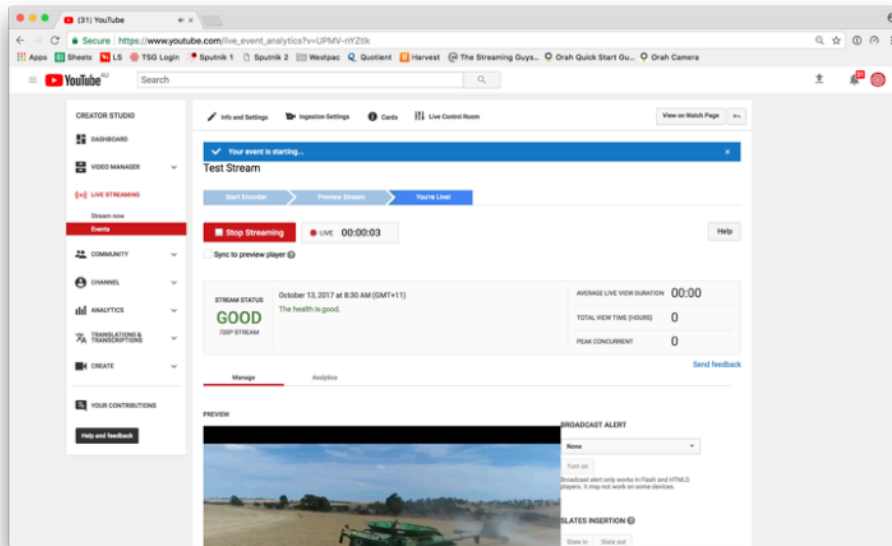 (31) YouTube
Secure https://www.youtube.com/live_event_analytics?v=UPMV-nYZtIk
Apps Sheets LS TSG Login Sputnik 1 Sputnik 2 Westpac Quotient Harvest The Streaming Guys... Orah Quick Start Gu... Orah Camera
YouTube AU Search
CREATOR STUDIO
DASHBOARD
VIDEO MANAGER
LIVE STREAMING
Stream now
Events
COMMUNITY
CHANNEL
ANALYTICS
TRANSLATIONS &
TRANSCRIPTIONS
CREATE
YOUR CONTRIBUTIONS
Help and feedback
Info and Settings Ingestion Settings Cards Live Control Room View on Watch Page
Your event is starting...
Test Stream
Start Encoder Preview Stream You're Live!
Stop Streaming LIVE 00:00:03 Help
Sync to preview player
STREAM STATUS
GOOD
720P STREAM
October 13, 2017 at 8:30 AM (GMT+11)
The health is good.
AVERAGE LIVE VIEW DURATION 00:00
TOTAL VIEW TIME (HOURS) 0
PEAK CONCURRENT 0
Send feedback
Manage Analytics
PREVIEW
BROADCAST ALERT
None
Turn on
Broadcast alert only works in Flash and HTML5
players. It may not work on some devices.
SLATES INSERTION
Slate in Slate out